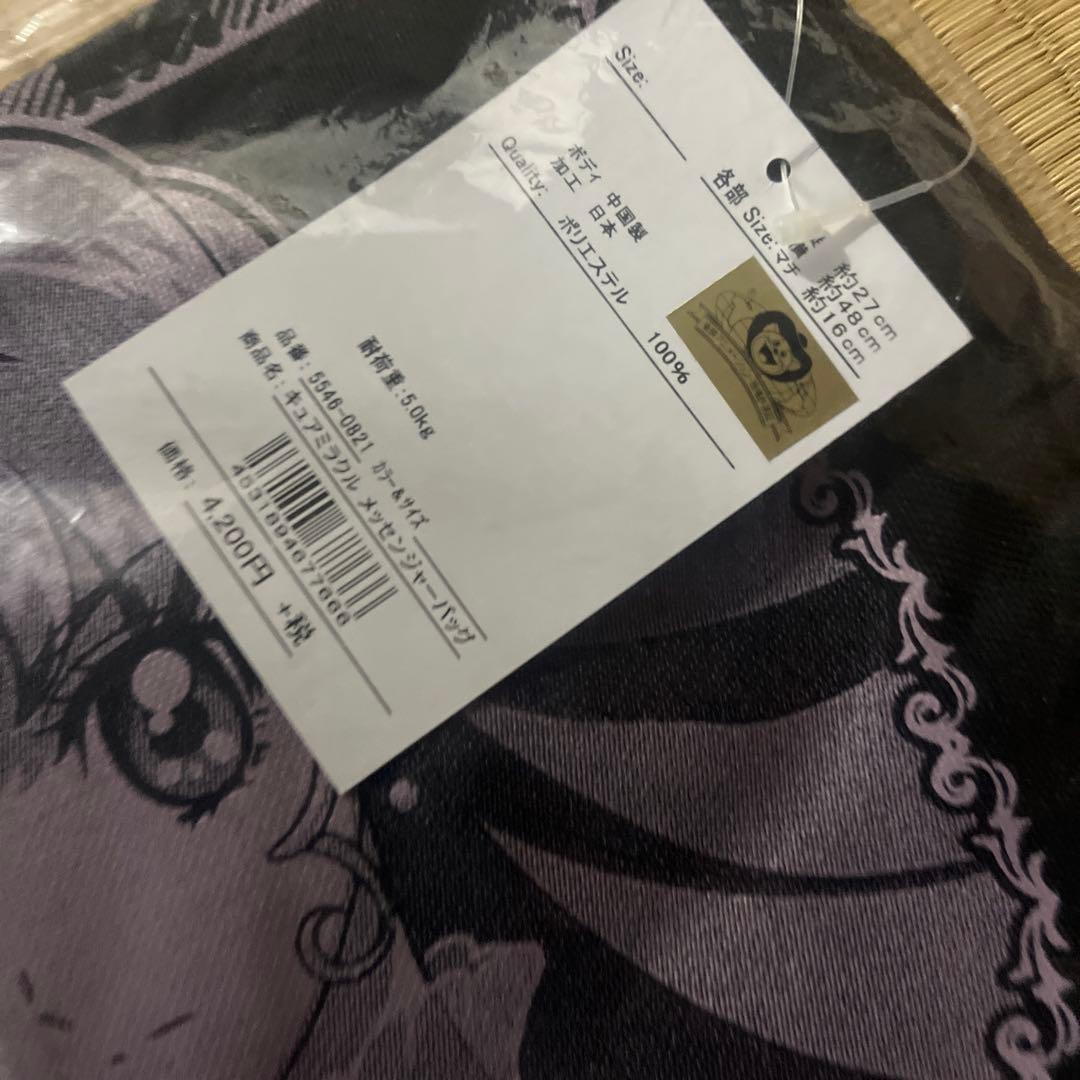 Size:
各部 Size:
約27cm
横 約48cm
マチ 約16cm
ボディ 中国製
加工 日本
Quality:
ポリエステル 100%
耐荷重:5.0kg
品番: 5546-0821 カラー&サイズ
商品名: キュアミラクル メッセンジャーバッグ
4531894677666
価格: 4,200円 +税